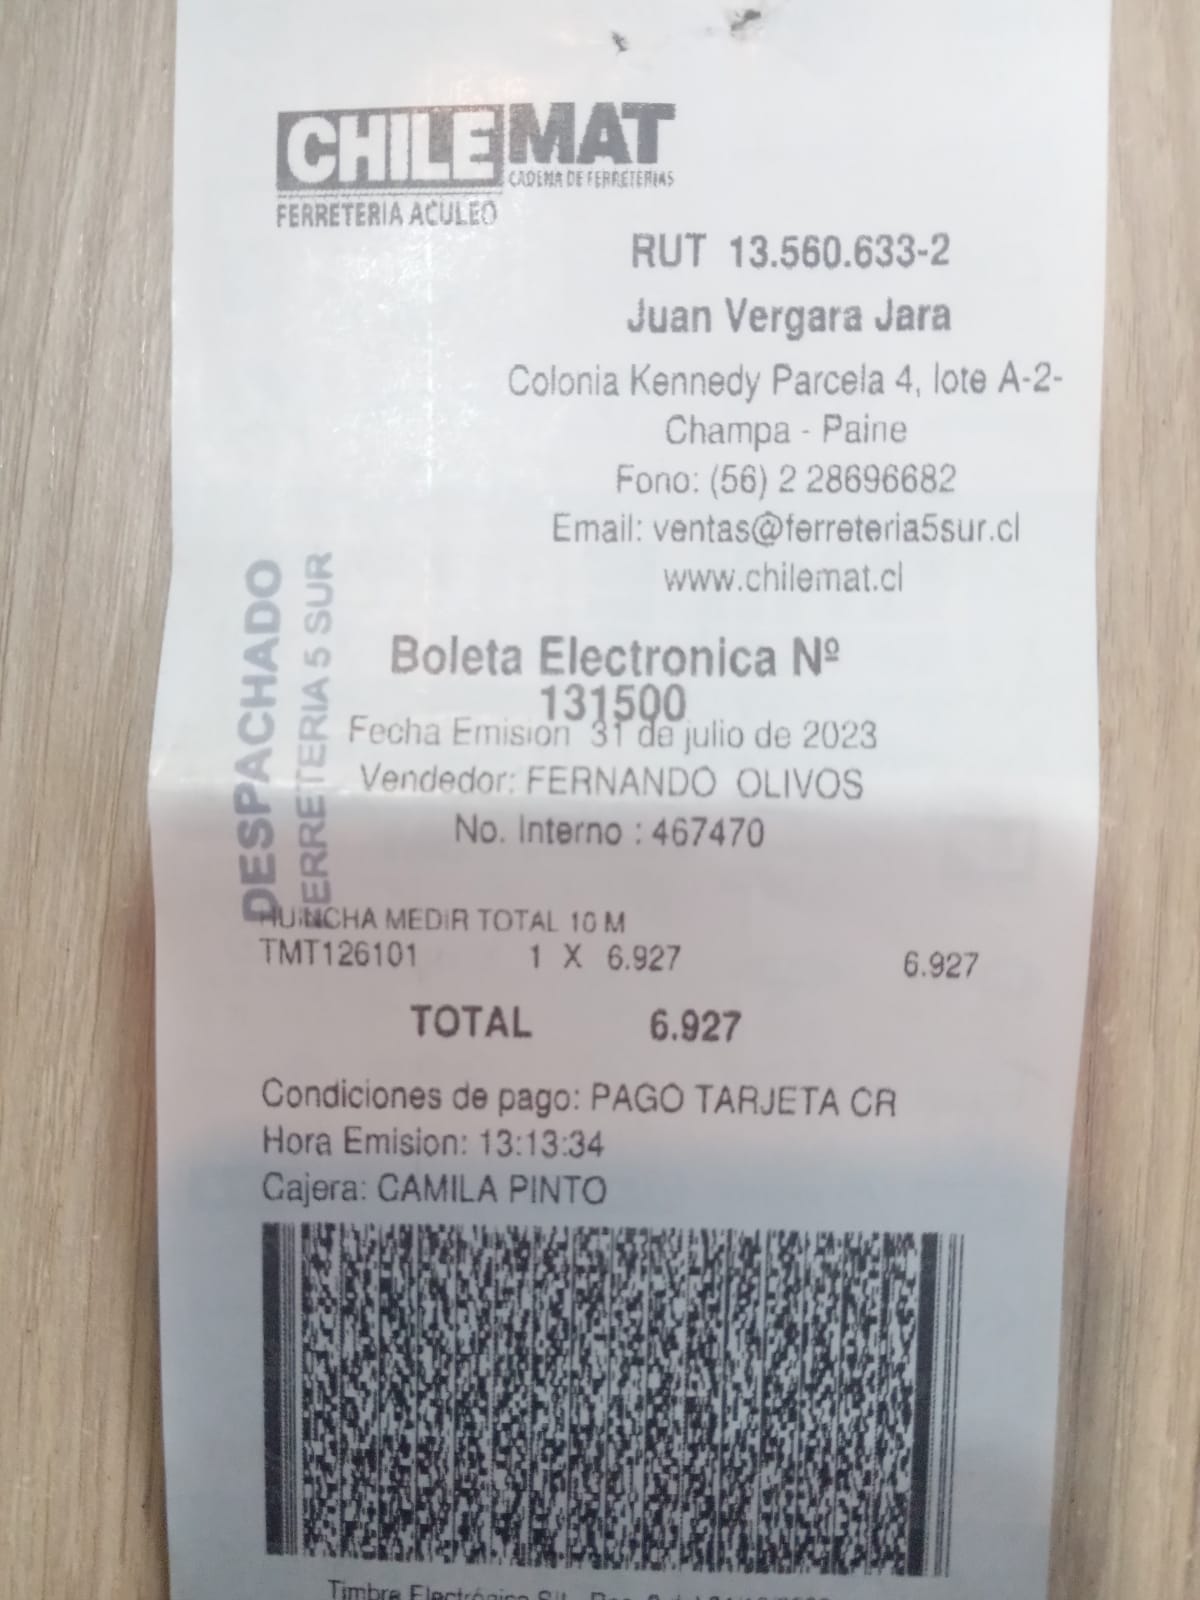 CHILEMAT
CADENA DE FERRETERIAS
FERRETERIA ACULEO
RUT 13.560.633-2
Juan Vergara Jara
Colonia Kennedy Parcela 4, lote A-2-
Champa - Paine
Fono: (56) 2 28696682
Email: ventas@ferreteria5sur.cl
www.chilemat.cl
DESPACHADO
FERRETERIA 5 SUR
Boleta Electronica Nº
131500
Fecha Emision 31 de julio de 2023
Vendedor: FERNANDO OLIVOS
No. Interno : 467470
HUINCHA MEDIR TOTAL 10 M
TMT126101 1 X 6.927 6.927
TOTAL 6.927
Condiciones de pago: PAGO TARJETA CR
Hora Emision: 13:13:34
Cajera: CAMILA PINTO
Timbre Electrónico